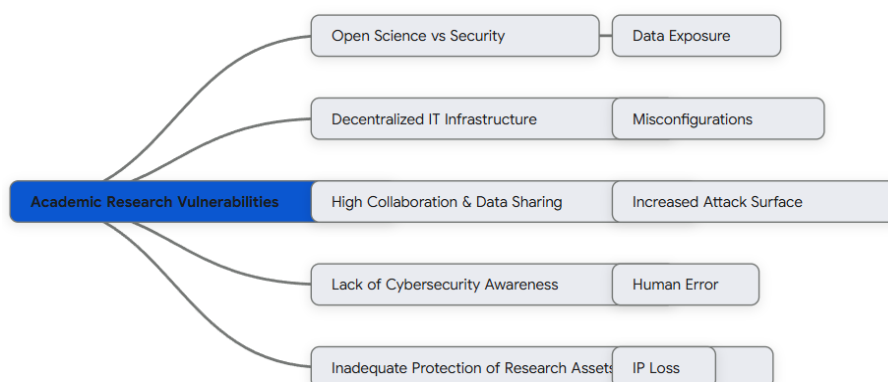 Open Science vs Security
Data Exposure
Decentralized IT Infrastructure
Misconfigurations
Academic Research Vulnerabilities
High Collaboration & Data Sharing
Increased Attack Surface
Lack of Cybersecurity Awareness
Human Error
Inadequate Protection of Research Assets
IP Loss